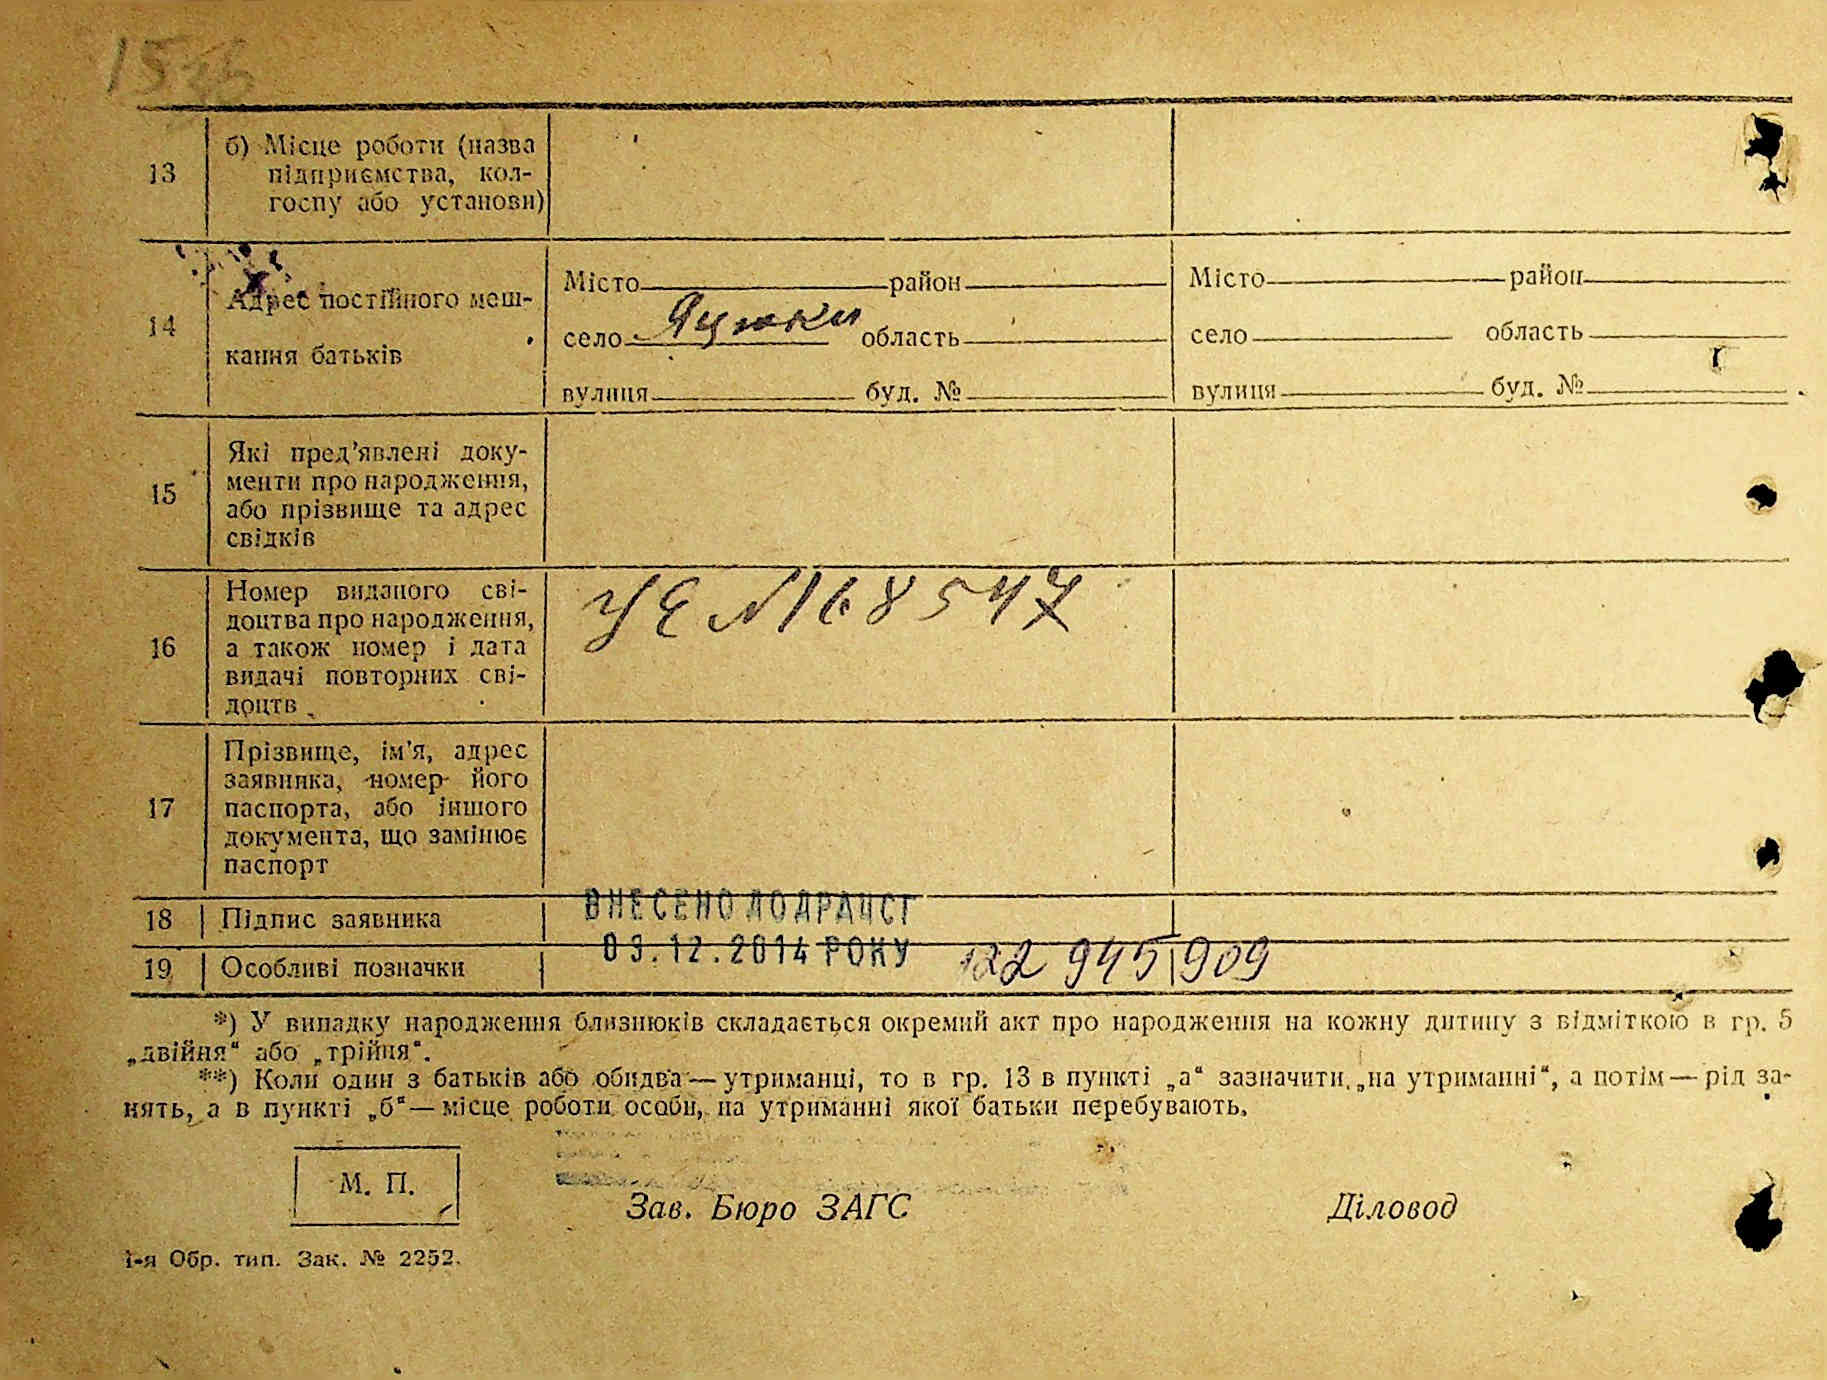 13
б) Місце роботи (назва
підприємства, кол-
госпу або установи)
14
Адрес постійного меш-
кання батьків
Місто район
село Яцюки область
вулиця буд. №
Місто район
село область
вулиця буд. №
15
Які пред'явлені доку-
менти про народження,
або прізвище та адрес
свідків
16
Номер виданого сві-
доцтва про народження,
а також номер і дата
видачі повторних сві-
доцтв
УЄ №168547
17
Прізвище, ім'я, адрес
заявника, номер його
паспорта, або іншого
документа, що замінює
паспорт
18 Підпис заявника
ВНЕСЕНО ДО ДРАЦСГ
03.12.2014 РОКУ 122 945 909
19 Особливі позначки
*) У випадку народження близнюків складається окремий акт про народження на кожну дитину з відміткою в гр. 5
„двійня“ або „трійня“.
**) Коли один з батьків або обидва — утриманці, то в гр. 13 в пункті „а“ зазначити „на утриманні“, а потім — рід за-
нять, а в пункті „б“ — місце роботи особи, на утриманні якої батьки перебувають.
М. П.
Зав. Бюро ЗАГС Діловод
1-я Обр. тип. Зак. № 2252.